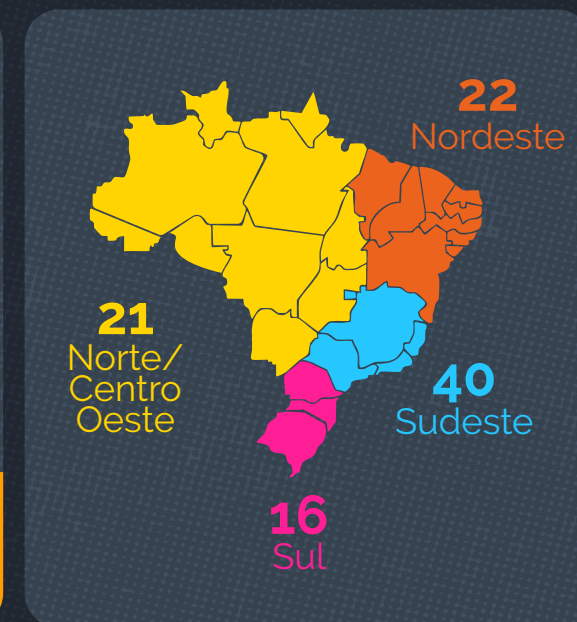 22
Nordeste
21
Norte/
Centro
Oeste
40
Sudeste
16
Sul